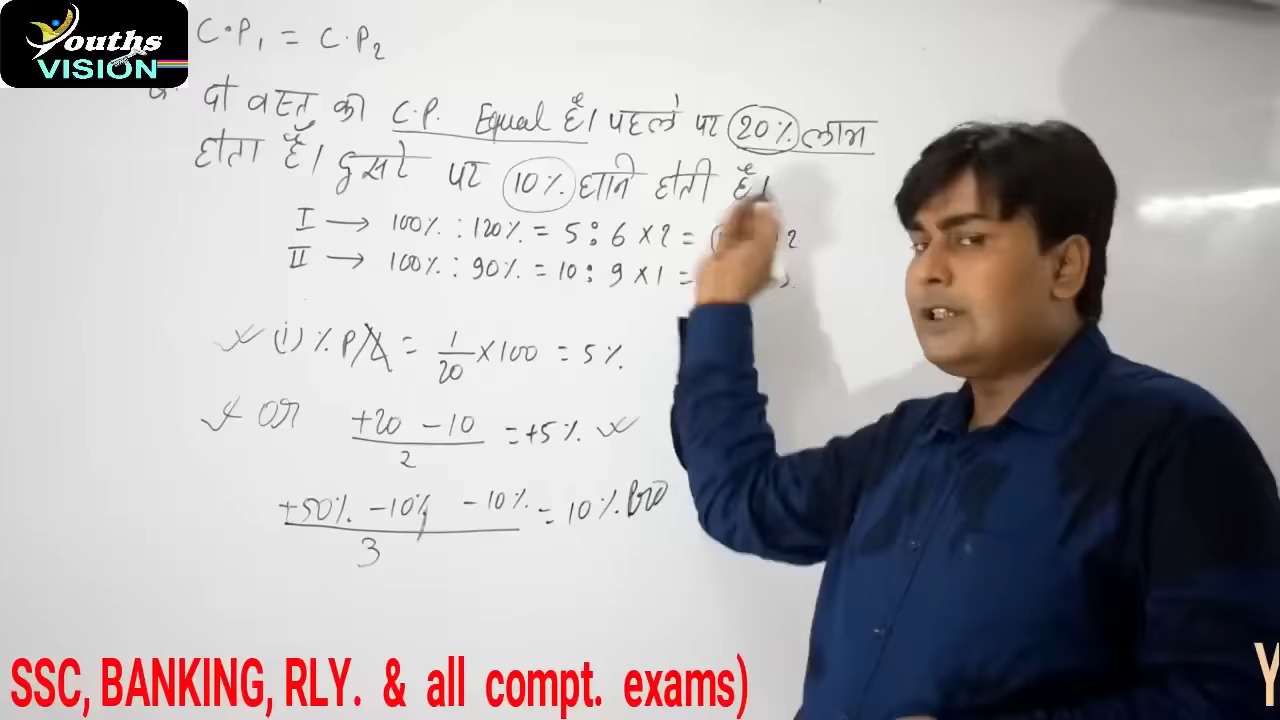 Youths
VISION
C.P₁ = C.P₂
Q. दो वस्तु की C.P. Equal है। पहले पर 20% लाभ
होता है। दुसरे पर 10% हानि होती है।
I → 100% : 120% = 5 : 6 × 2 = 2
II → 100% : 90% = 10 : 9 × 1 =
(i) % P/L = 1/20 × 100 = 5%.
or +20 - 10 / 2 = +5%
+50% - 10% - 10% / 3 = 10%. Pro
SSC, BANKING, RLY. & all compt. exams)
Y